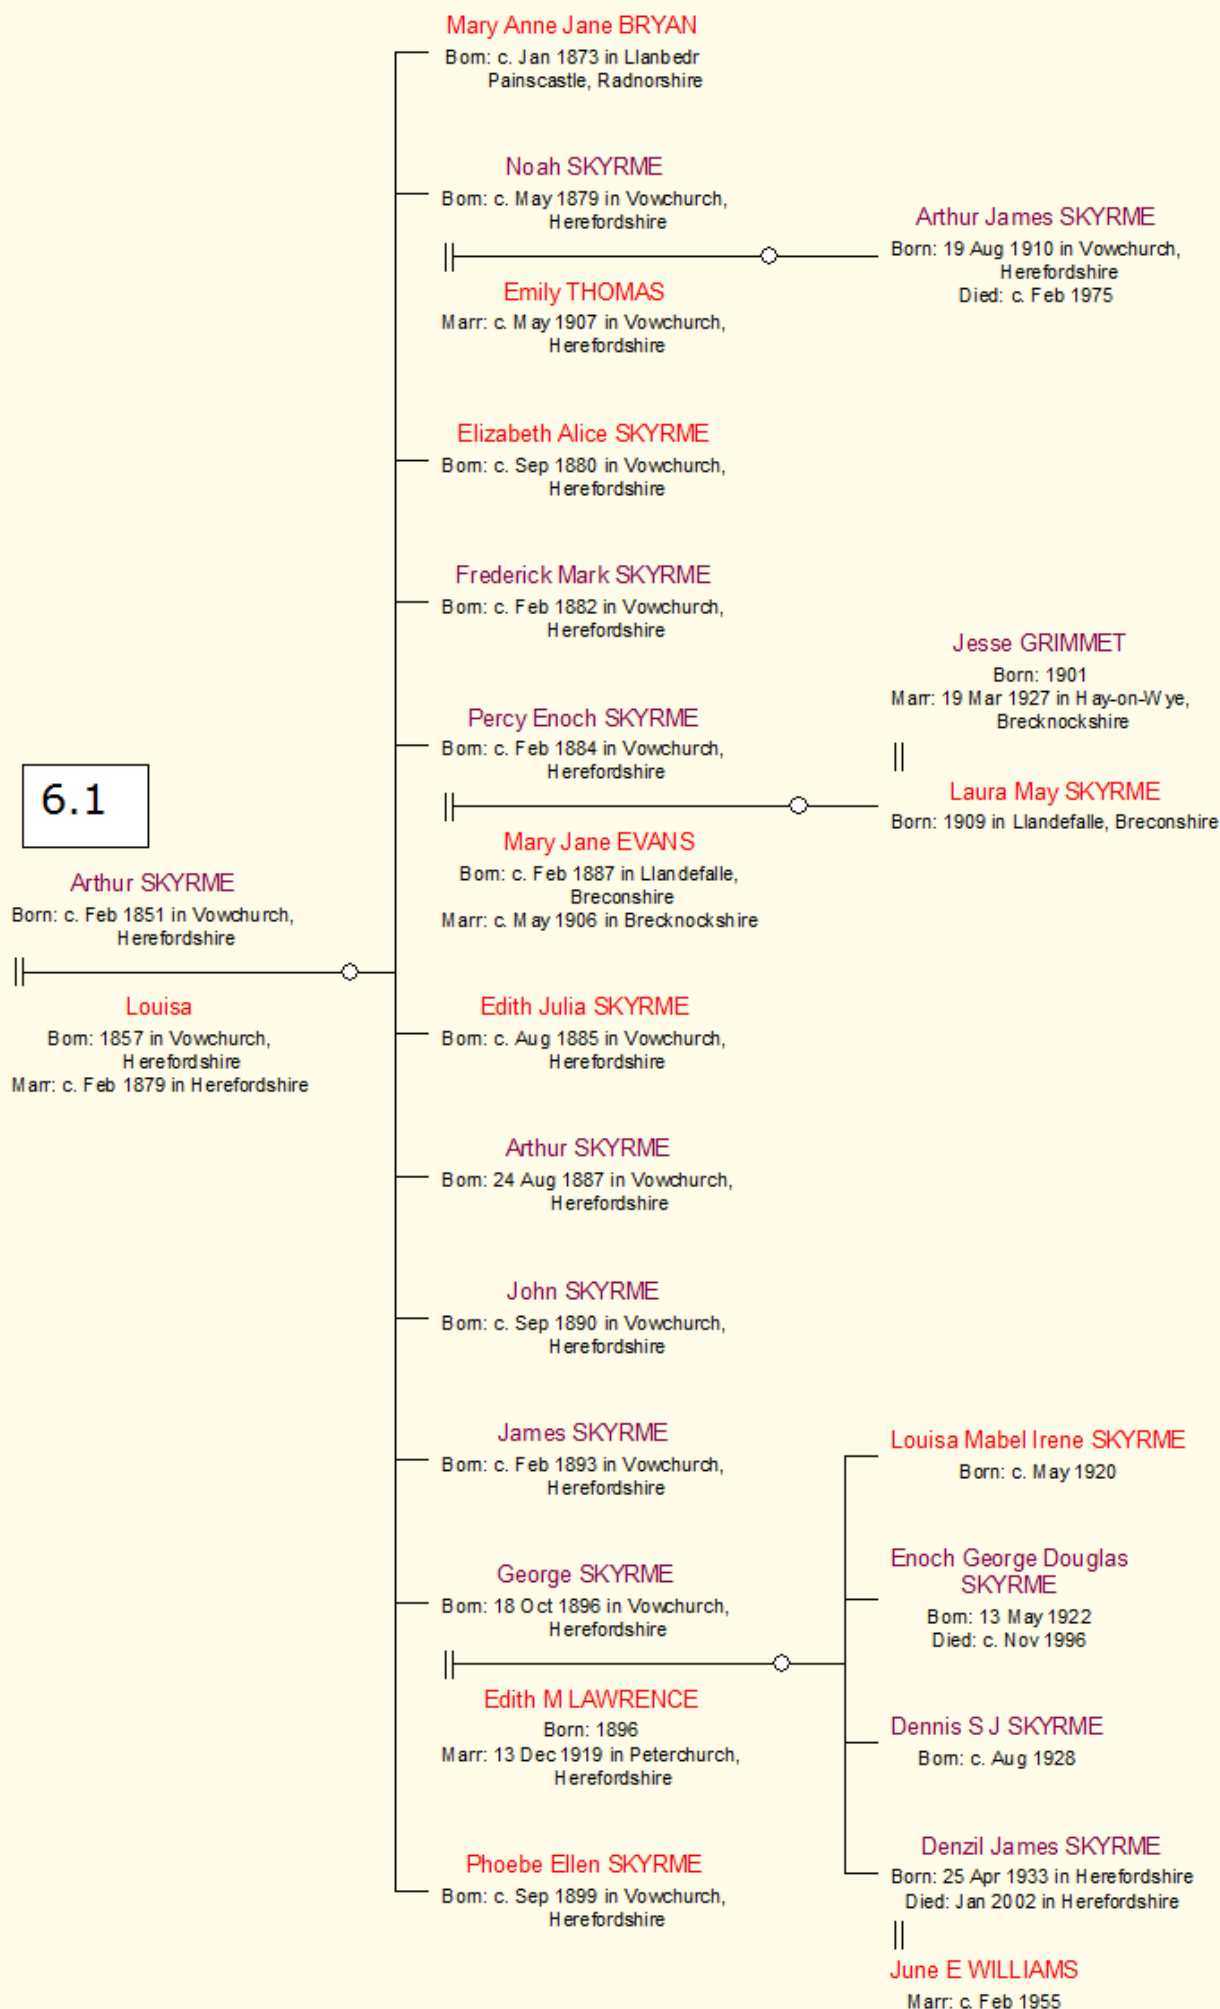 6.1
Arthur SKYRME
Born: c. Feb 1851 in Vowchurch,
Herefordshire
Louisa
Born: 1857 in Vowchurch,
Herefordshire
Marr: c. Feb 1879 in Herefordshire
Mary Anne Jane BRYAN
Born: c. Jan 1873 in Llanbedr
Painscastle, Radnorshire
Noah SKYRME
Born: c. May 1879 in Vowchurch,
Herefordshire
Emily THOMAS
Marr: c. May 1907 in Vowchurch,
Herefordshire
Arthur James SKYRME
Born: 19 Aug 1910 in Vowchurch,
Herefordshire
Died: c. Feb 1975
Elizabeth Alice SKYRME
Born: c. Sep 1880 in Vowchurch,
Herefordshire
Frederick Mark SKYRME
Born: c. Feb 1882 in Vowchurch,
Herefordshire
Percy Enoch SKYRME
Born: c. Feb 1884 in Vowchurch,
Herefordshire
Mary Jane EVANS
Born: c. Feb 1887 in Llandefalle,
Breconshire
Marr: c. May 1906 in Brecknockshire
Jesse GRIMMET
Born: 1901
Marr: 19 Mar 1927 in Hay-on-Wye,
Brecknockshire
Laura May SKYRME
Born: 1909 in Llandefalle, Breconshire
Edith Julia SKYRME
Born: c. Aug 1885 in Vowchurch,
Herefordshire
Arthur SKYRME
Born: 24 Aug 1887 in Vowchurch,
Herefordshire
John SKYRME
Born: c. Sep 1890 in Vowchurch,
Herefordshire
James SKYRME
Born: c. Feb 1893 in Vowchurch,
Herefordshire
George SKYRME
Born: 18 Oct 1896 in Vowchurch,
Herefordshire
Edith M LAWRENCE
Born: 1896
Marr: 13 Dec 1919 in Peterchurch,
Herefordshire
Louisa Mabel Irene SKYRME
Born: c. May 1920
Enoch George Douglas
SKYRME
Born: 13 May 1922
Died: c. Nov 1996
Dennis S J SKYRME
Born: c. Aug 1928
Denzil James SKYRME
Born: 25 Apr 1933 in Herefordshire
Died: Jan 2002 in Herefordshire
June E WILLIAMS
Marr: c. Feb 1955
Phoebe Ellen SKYRME
Born: c. Sep 1899 in Vowchurch,
Herefordshire